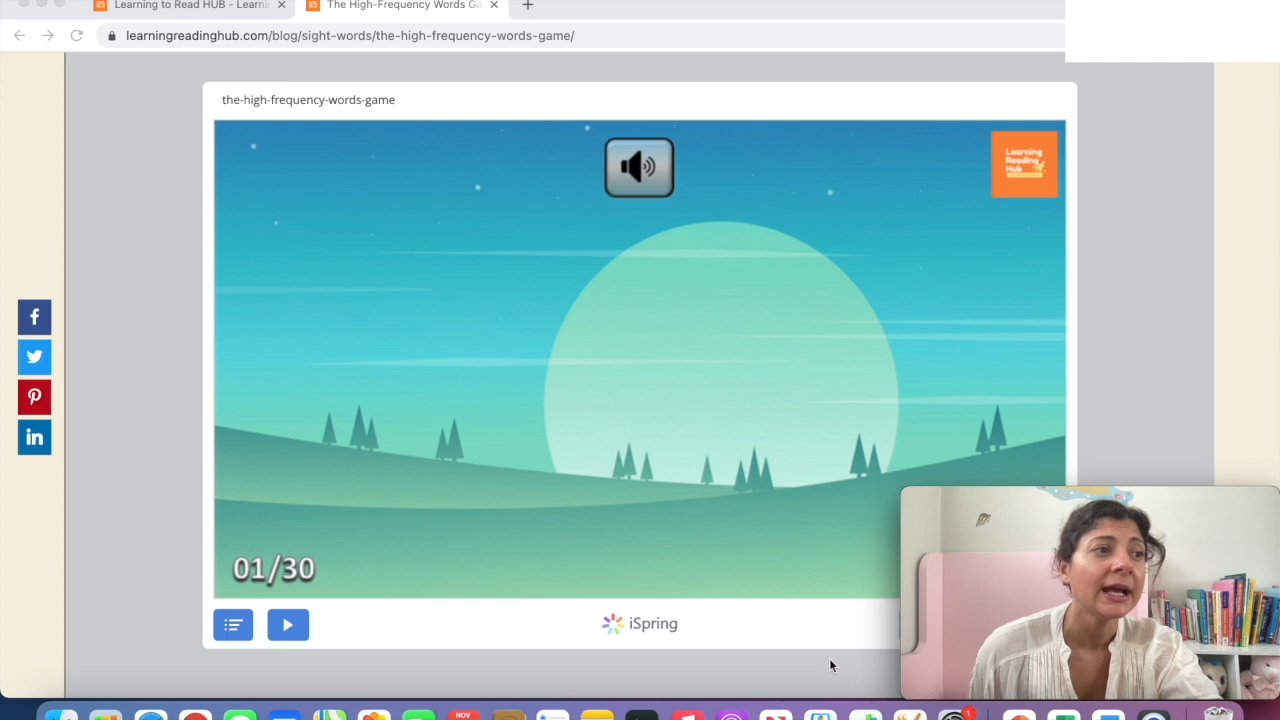 Learning to Read HUB - Learni
The High-Frequency Words Ga
learningreadinghub.com/blog/sight-words/the-high-frequency-words-game/
the-high-frequency-words-game
Learning
Reading
Hub
01/30
iSpring
NOV
1